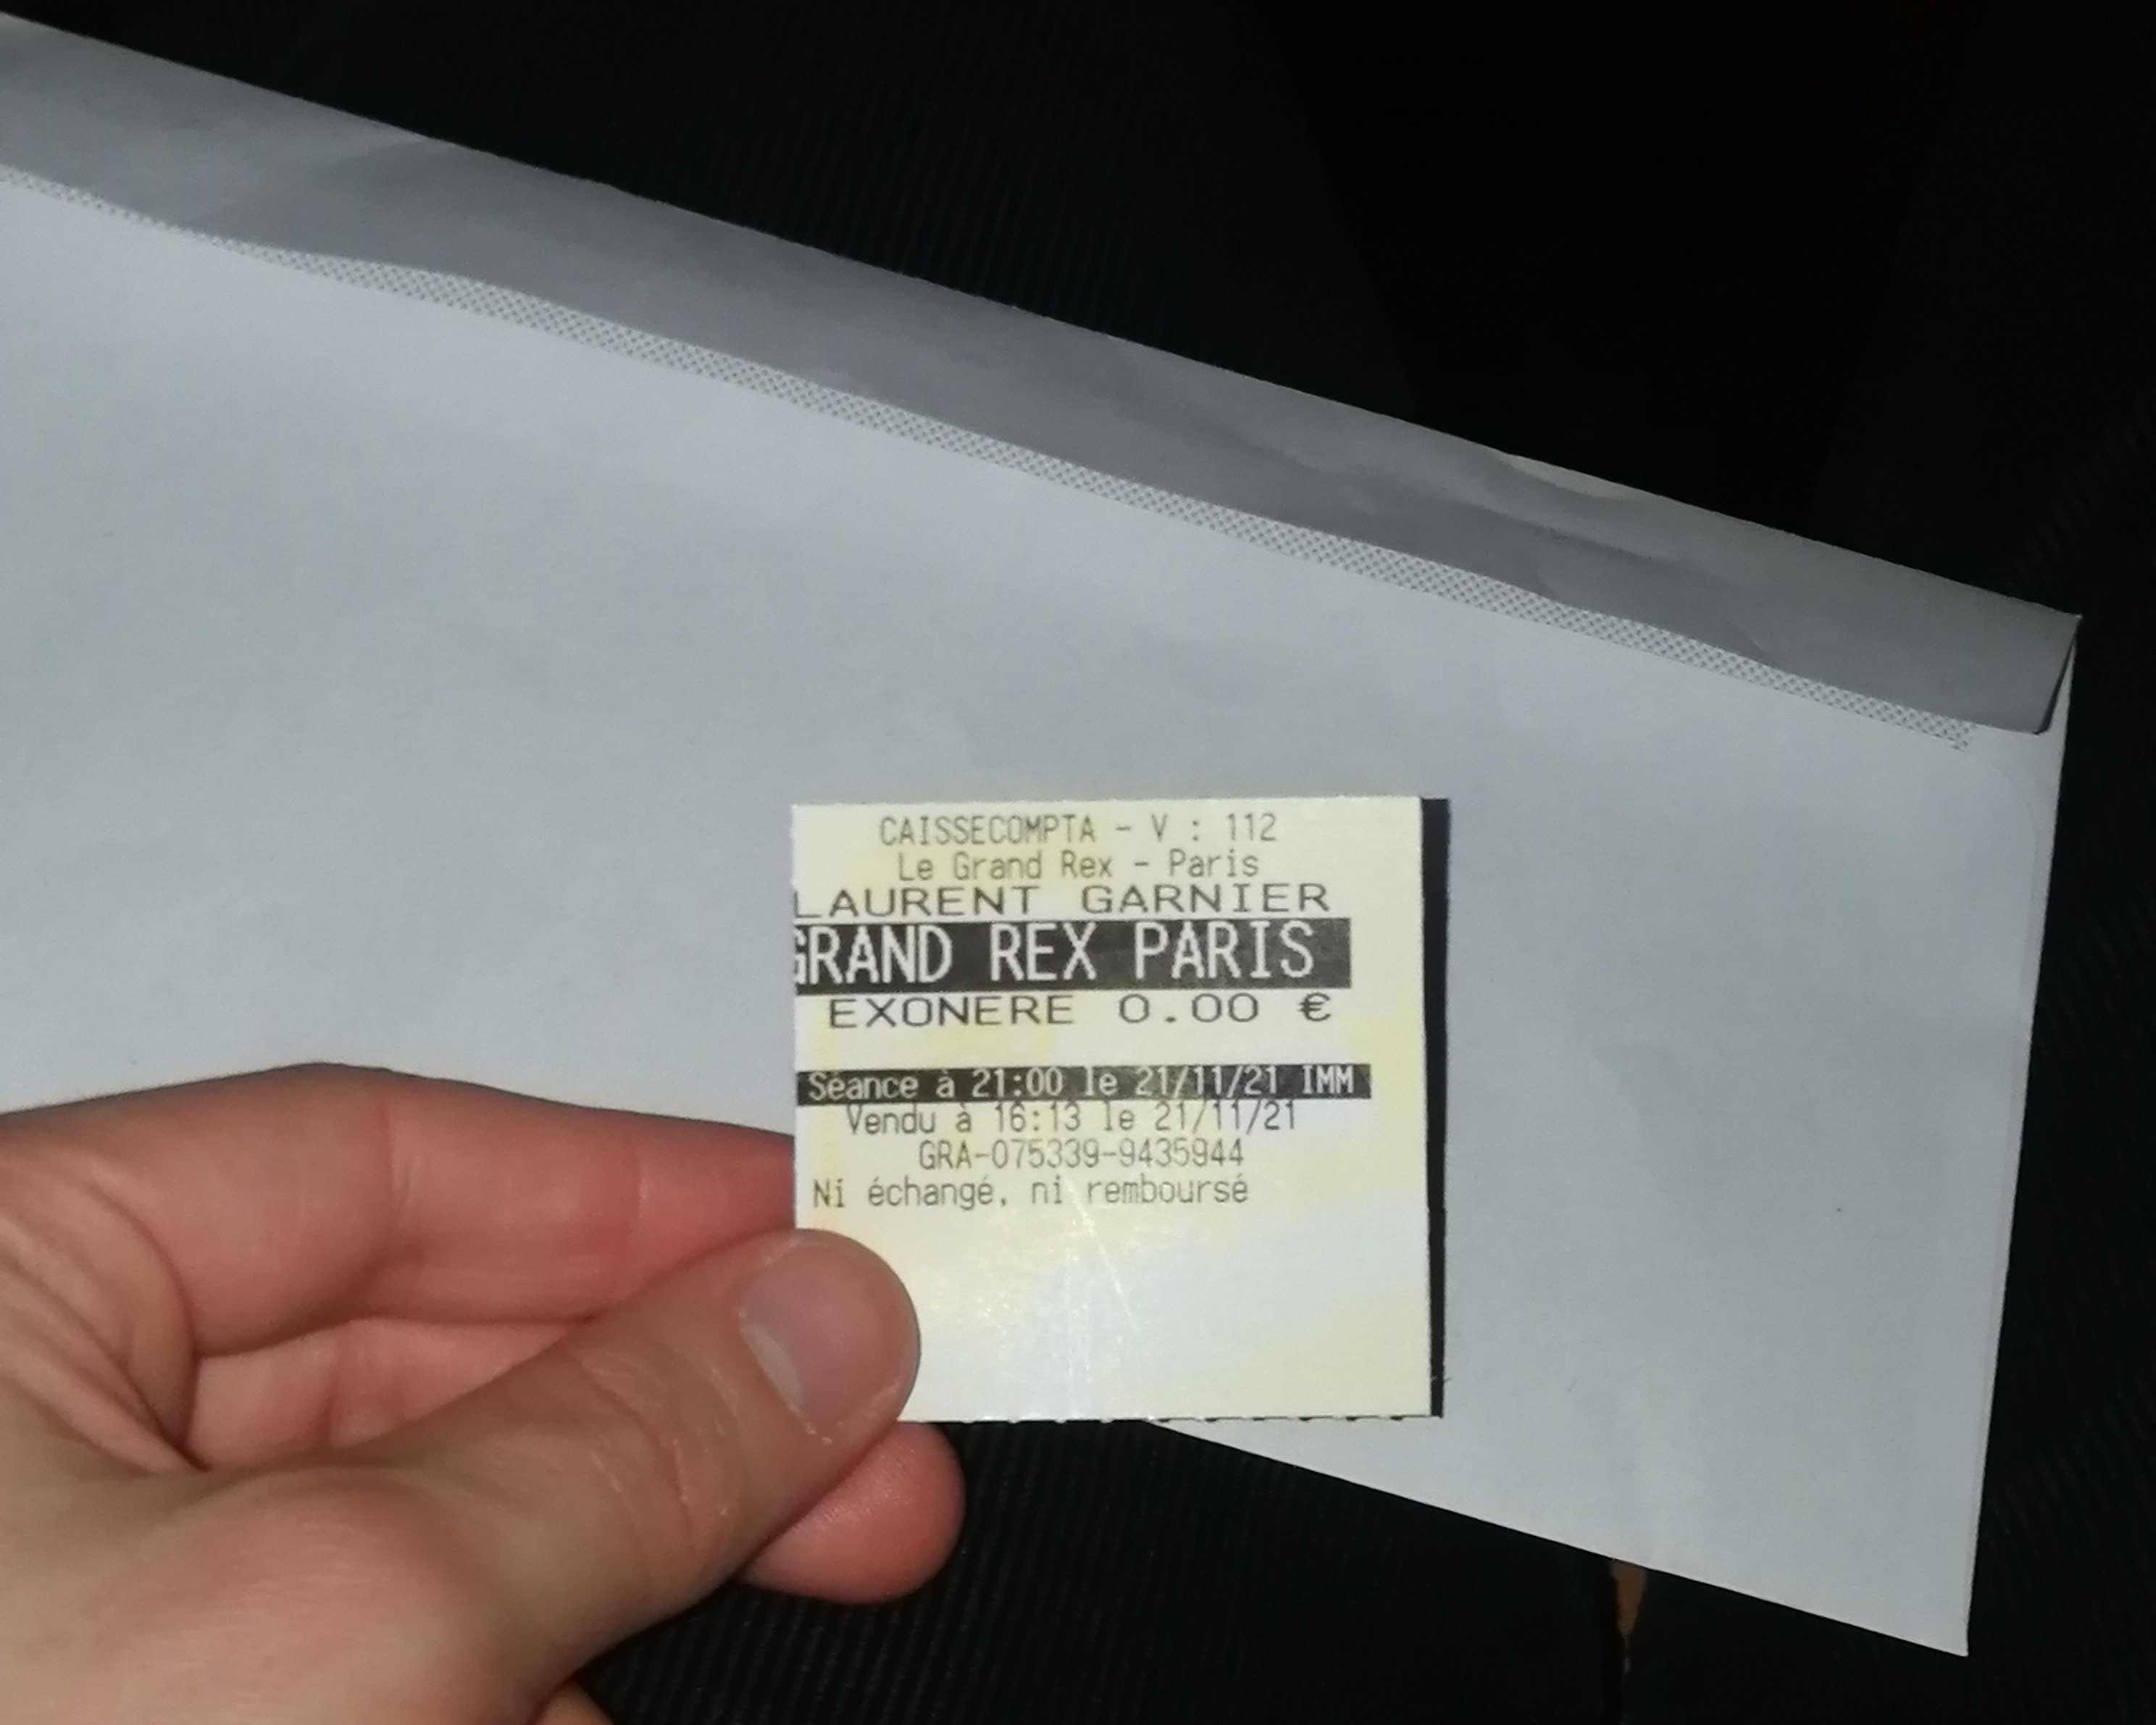 CAISSECOMPTA - V : 112
Le Grand Rex - Paris
LAURENT GARNIER
GRAND REX PARIS
EXONERE 0.00 €
Séance à 21:00 le 21/11/21 IMM
Vendu à 16:13 le 21/11/21
GRA-075339-9435944
Ni échangé, ni remboursé